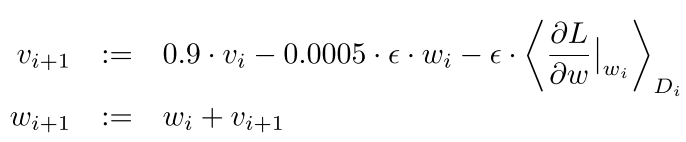 v_{i+1} := 0.9 · v_i − 0.0005 · ϵ · w_i − ϵ · ⟨ ∂L/∂w |_{w_i} ⟩_{D_i}
w_{i+1} := w_i + v_{i+1}